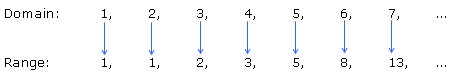 Domain: 1, 2, 3, 4, 5, 6, 7, ...
Range: 1, 1, 2, 3, 5, 8, 13, ...